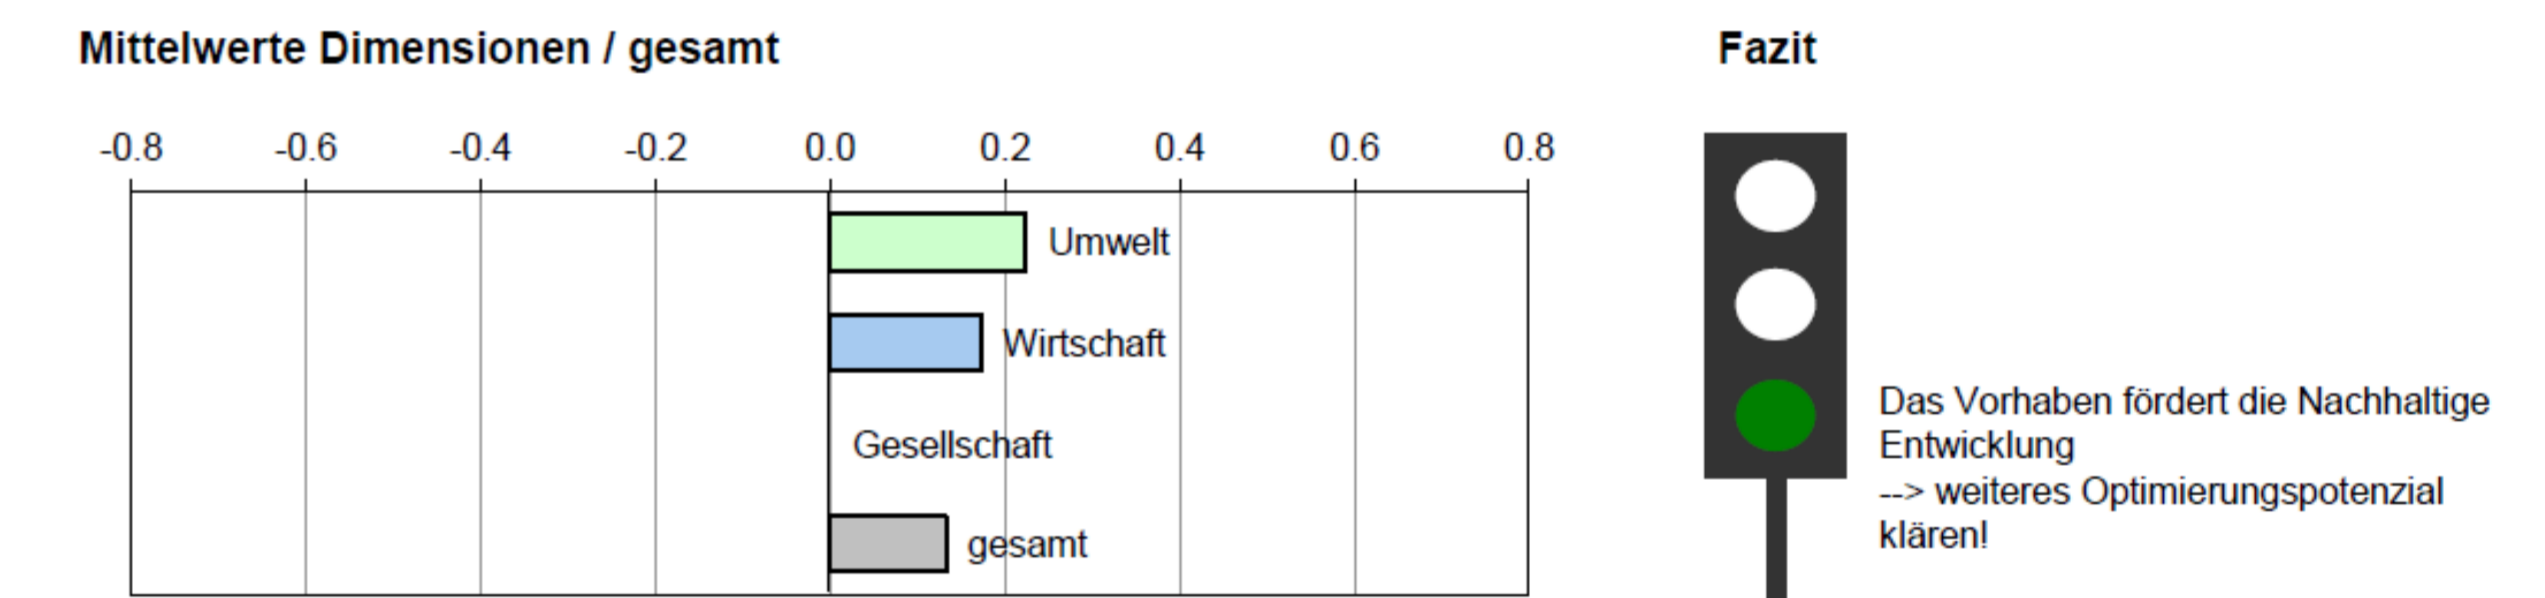 Mittelwerte Dimensionen / gesamt
Fazit
-0.8 -0.6 -0.4 -0.2 0.0 0.2 0.4 0.6 0.8
Umwelt
Wirtschaft
Gesellschaft
gesamt
Das Vorhaben fördert die Nachhaltige
Entwicklung
--> weiteres Optimierungspotenzial
klären!